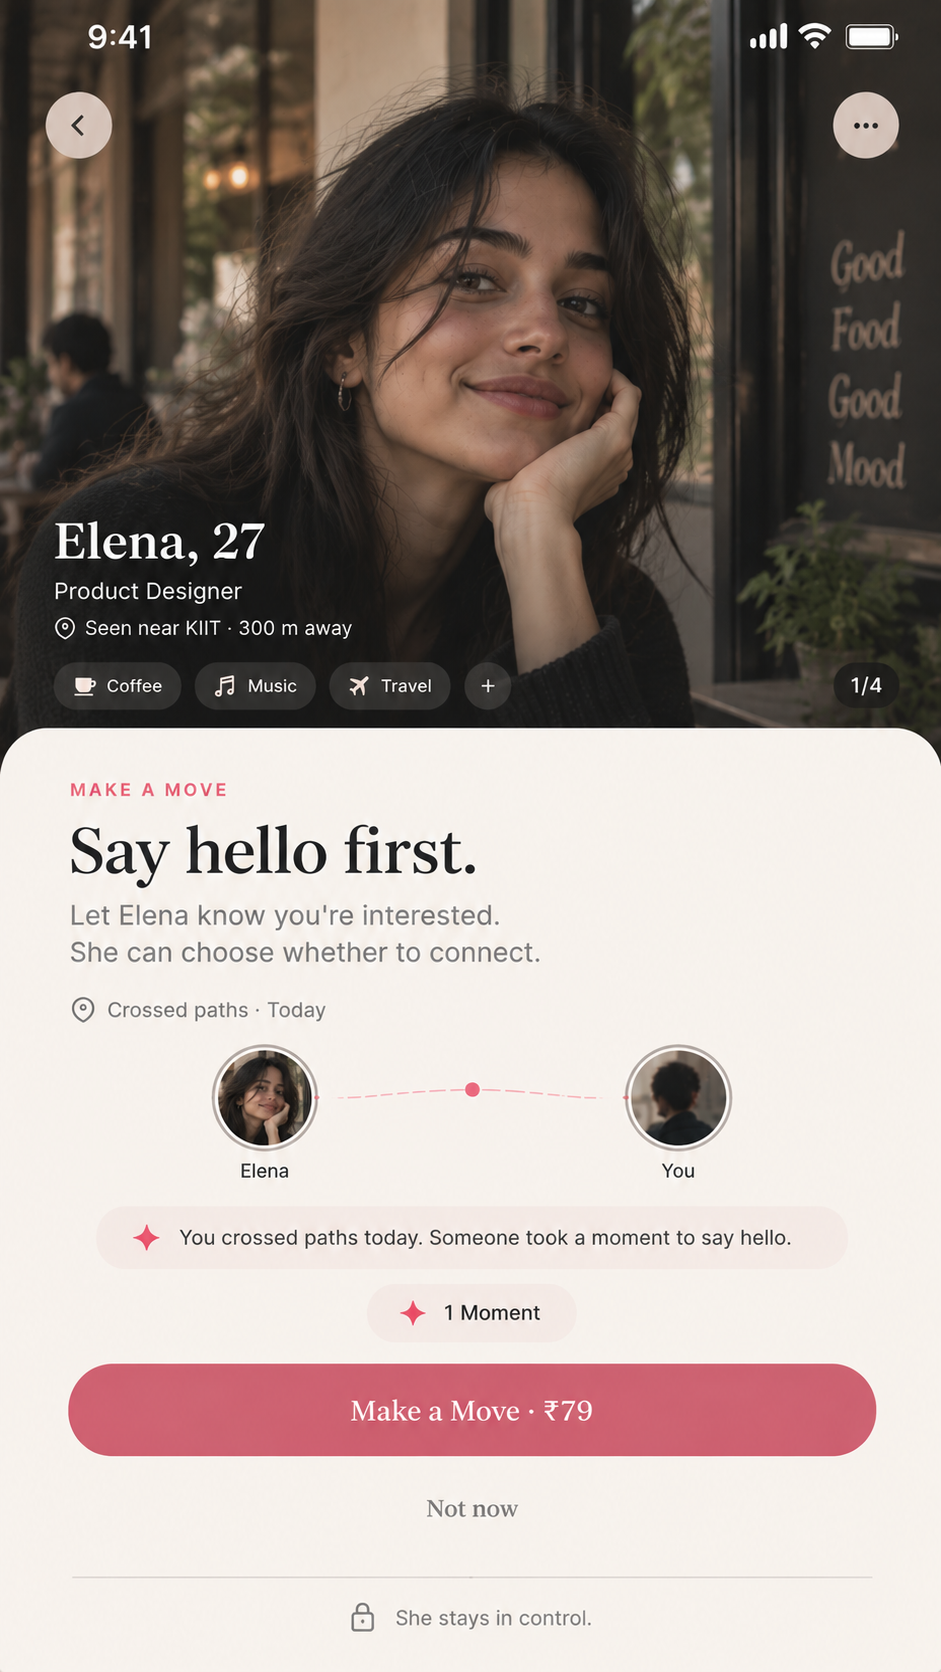 9:41
Good
Food
Good
Mood
Elena, 27
Product Designer
Seen near KIIT · 300 m away
Coffee
Music
Travel
+
1/4
MAKE A MOVE
Say hello first.
Let Elena know you're interested.
She can choose whether to connect.
Crossed paths · Today
Elena
You
You crossed paths today. Someone took a moment to say hello.
1 Moment
Make a Move · ₹79
Not now
She stays in control.